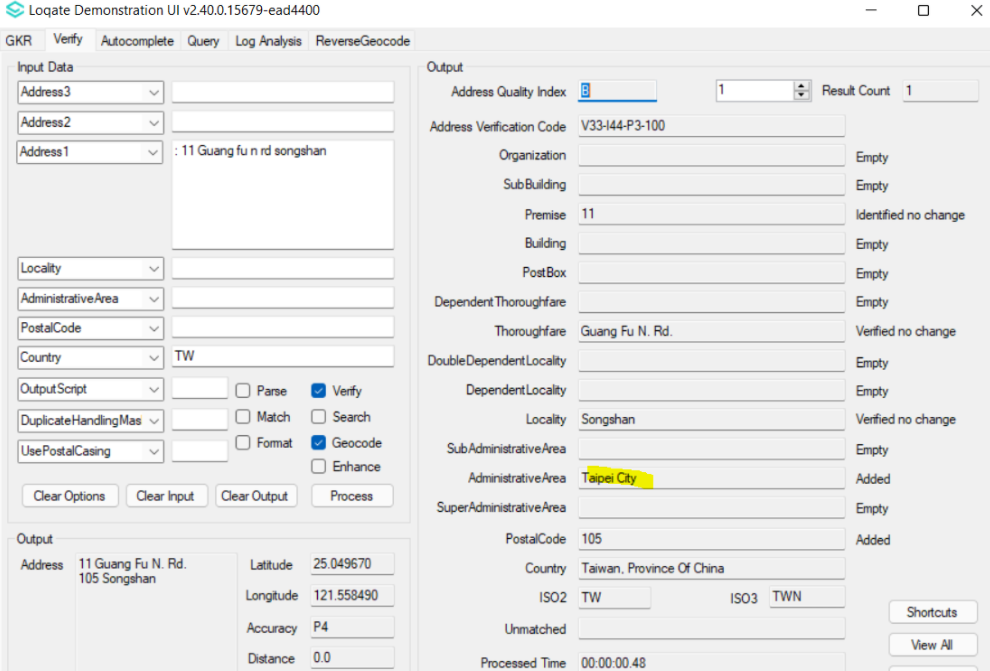 Loqate Demonstration UI v2.40.0.15679-ead4400
GKR Verify Autocomplete Query Log Analysis ReverseGeocode
Input Data
Address3
Address2
Address1 : 11 Guang fu n rd songshan
Locality
AdministrativeArea
PostalCode
Country TW
OutputScript Parse Verify
DuplicateHandlingMas Match Search
UsePostalCasing Format Geocode
Enhance
Clear Options Clear Input Clear Output Process
Output
Address 11 Guang Fu N. Rd.
105 Songshan
Latitude 25.049670
Longitude 121.558490
Accuracy P4
Distance 0.0
Output
Address Quality Index B 1 Result Count 1
Address Verification Code V33-I44-P3-100
Organization Empty
SubBuilding Empty
Premise 11 Identified no change
Building Empty
PostBox Empty
DependentThoroughfare Empty
Thoroughfare Guang Fu N. Rd. Verified no change
DoubleDependentLocality Empty
DependentLocality Empty
Locality Songshan Verified no change
SubAdministrativeArea Empty
AdministrativeArea Taipei City Added
SuperAdministrativeArea Empty
PostalCode 105 Added
Country Taiwan, Province Of China
ISO2 TW ISO3 TWN
Shortcuts
Unmatched
View All
Processed Time 00:00:00.48